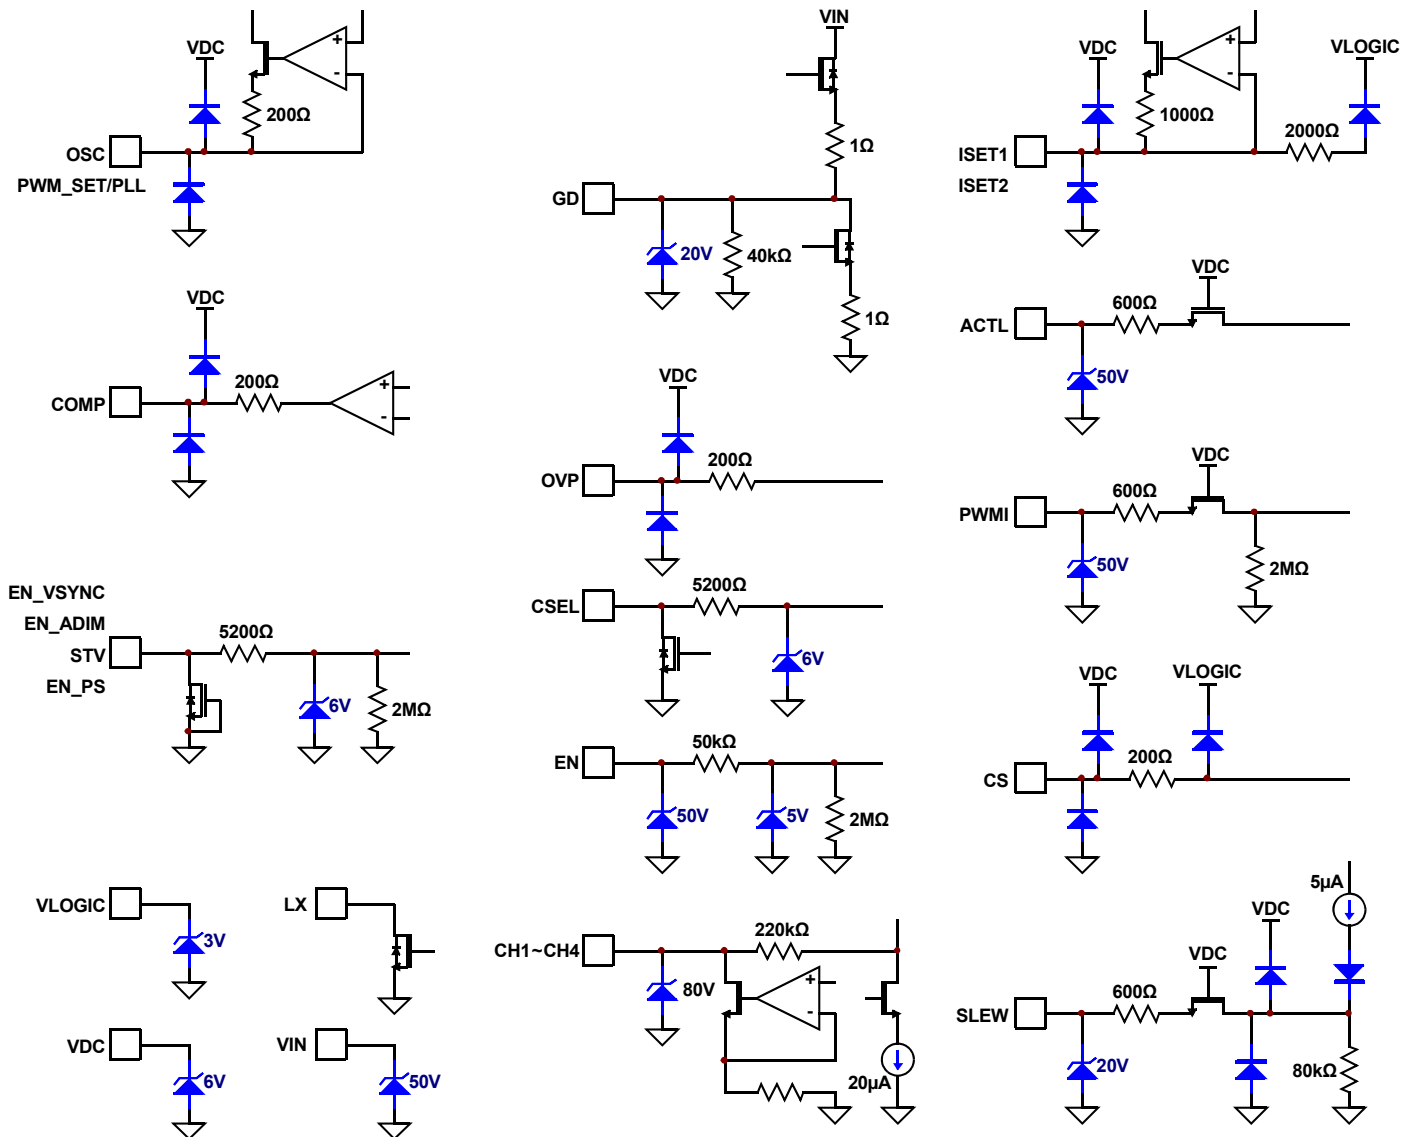 VDC
+
-
200Ω
OSC
PWM_SET/PLL
VDC
200Ω
+
-
COMP
EN_VSYNC
EN_ADIM
STV
EN_PS
5200Ω
6V
2MΩ
VLOGIC
3V
LX
VDC
6V
VIN
50V
VIN
1Ω
GD
20V
40kΩ
1Ω
VDC
200Ω
OVP
CSEL
5200Ω
6V
EN
50kΩ
50V
5V
2MΩ
CH1~CH4
220kΩ
80V
+
-
20µA
VDC
+
-
VLOGIC
1000Ω
2000Ω
ISET1
ISET2
VDC
600Ω
ACTL
50V
VDC
600Ω
PWMI
50V
2MΩ
VDC
VLOGIC
200Ω
CS
5µA
VDC
VDC
600Ω
SLEW
20V
80kΩ